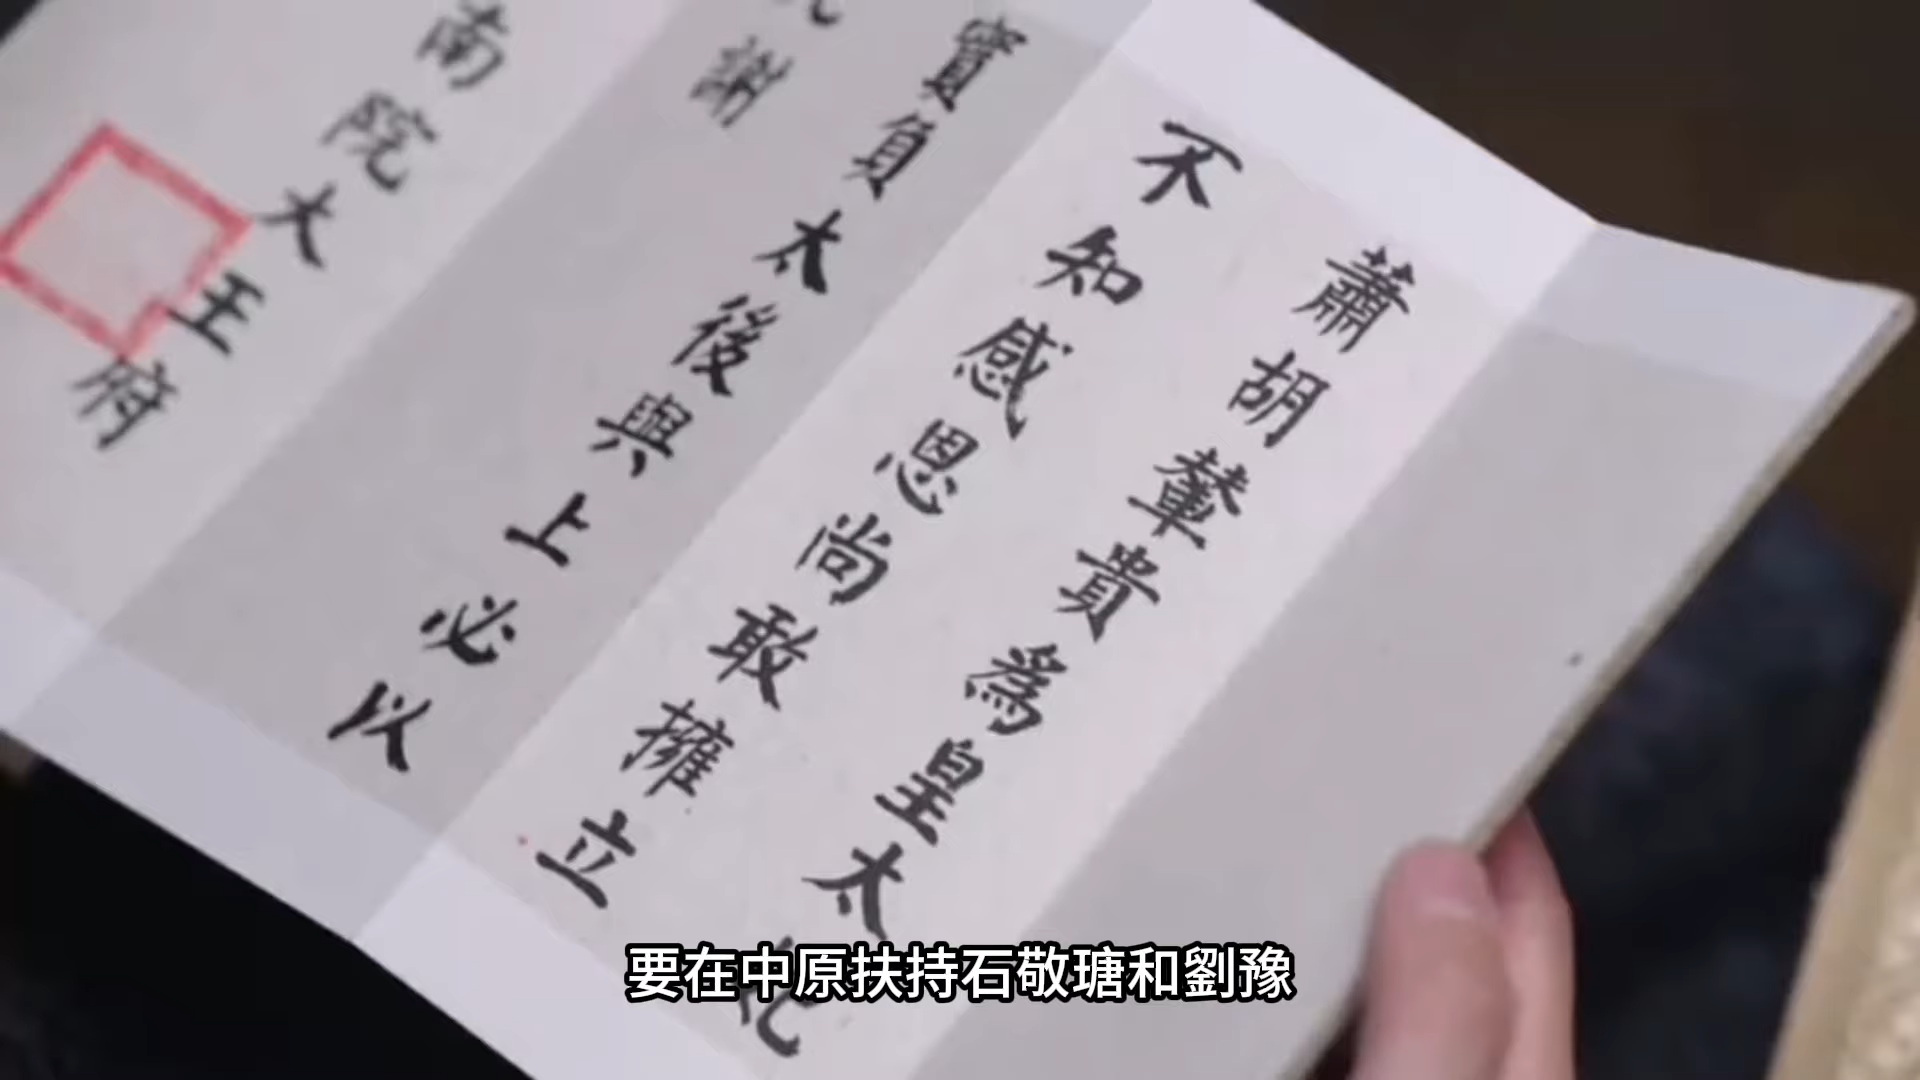 蕭胡輦貴為皇太妃
不知感恩尚敢擁立
實負太後與上必以
謝
南院大王府
要在中原扶持石敬瑭和劉豫